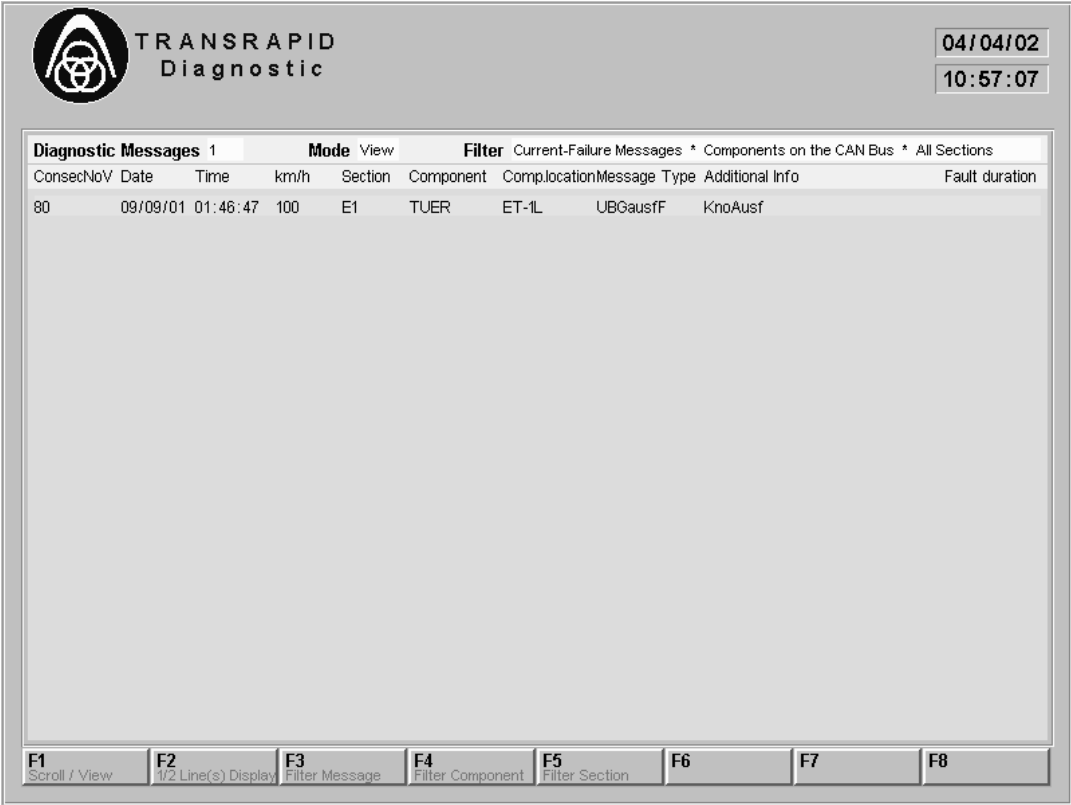 TRANSRAPID
Diagnostic
04/04/02
10:57:07
Diagnostic Messages 1 Mode View Filter Current-Failure Messages * Components on the CAN Bus * All Sections
ConsecNoV Date Time km/h Section Component Comp.locationMessage Type Additional Info Fault duration
80 09/09/01 01:46:47 100 E1 TUER ET-1L UBGausfF KnoAusf
F1 F2 F3 F4 F5 F6 F7 F8
Scroll / View 1/2 Line(s) Display Filter Message Filter Component Filter Section